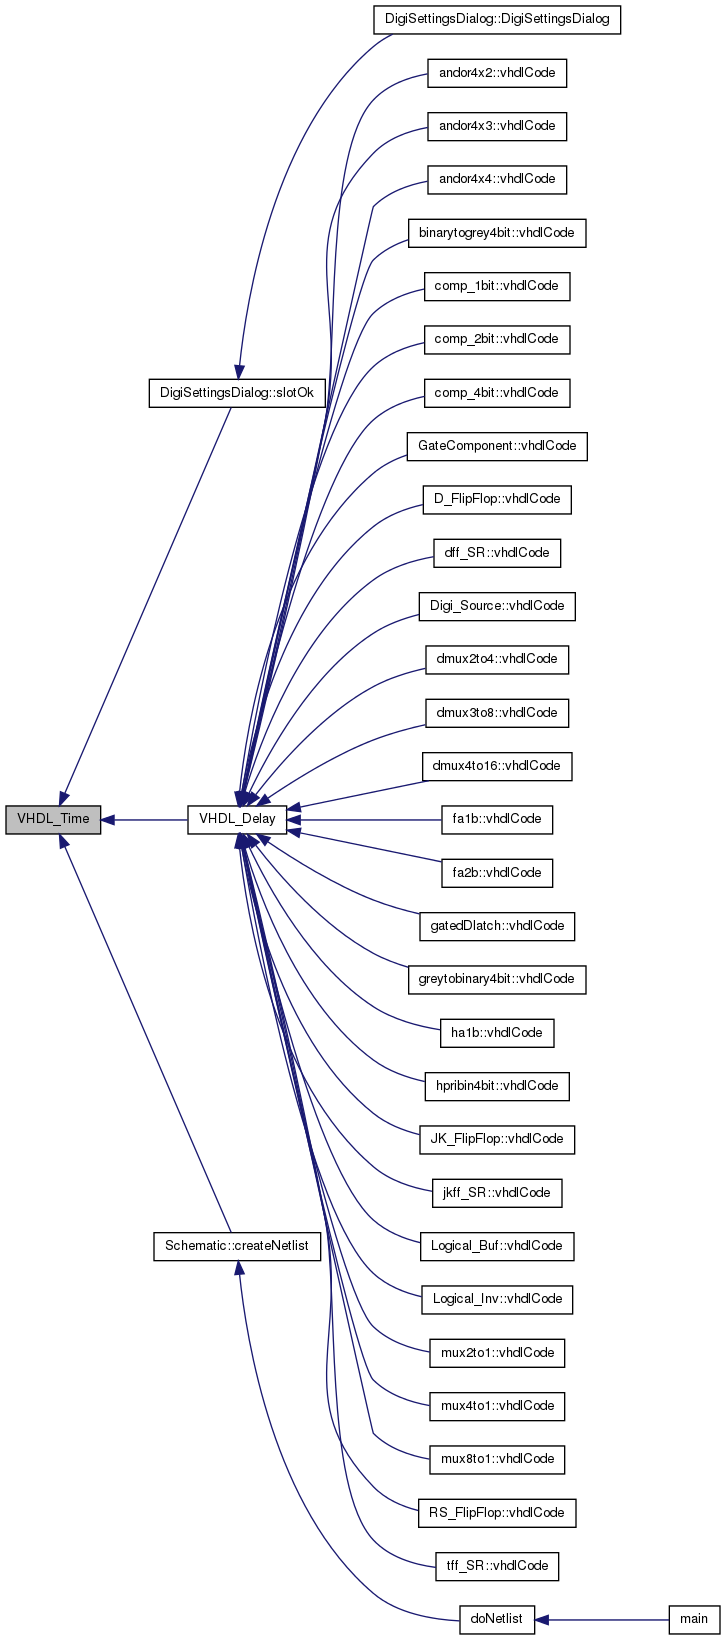 DigiSettingsDialog::DigiSettingsDialog
andor4x2::vhdlCode
andor4x3::vhdlCode
andor4x4::vhdlCode
binarytogrey4bit::vhdlCode
comp_1bit::vhdlCode
comp_2bit::vhdlCode
DigiSettingsDialog::slotOk
comp_4bit::vhdlCode
GateComponent::vhdlCode
D_FlipFlop::vhdlCode
dff_SR::vhdlCode
Digi_Source::vhdlCode
dmux2to4::vhdlCode
dmux3to8::vhdlCode
dmux4to16::vhdlCode
VHDL_Time
VHDL_Delay
fa1b::vhdlCode
fa2b::vhdlCode
gatedDlatch::vhdlCode
greytobinary4bit::vhdlCode
ha1b::vhdlCode
hpribin4bit::vhdlCode
JK_FlipFlop::vhdlCode
jkff_SR::vhdlCode
Schematic::createNetlist
Logical_Buf::vhdlCode
Logical_Inv::vhdlCode
mux2to1::vhdlCode
mux4to1::vhdlCode
mux8to1::vhdlCode
RS_FlipFlop::vhdlCode
tff_SR::vhdlCode
doNetlist
main